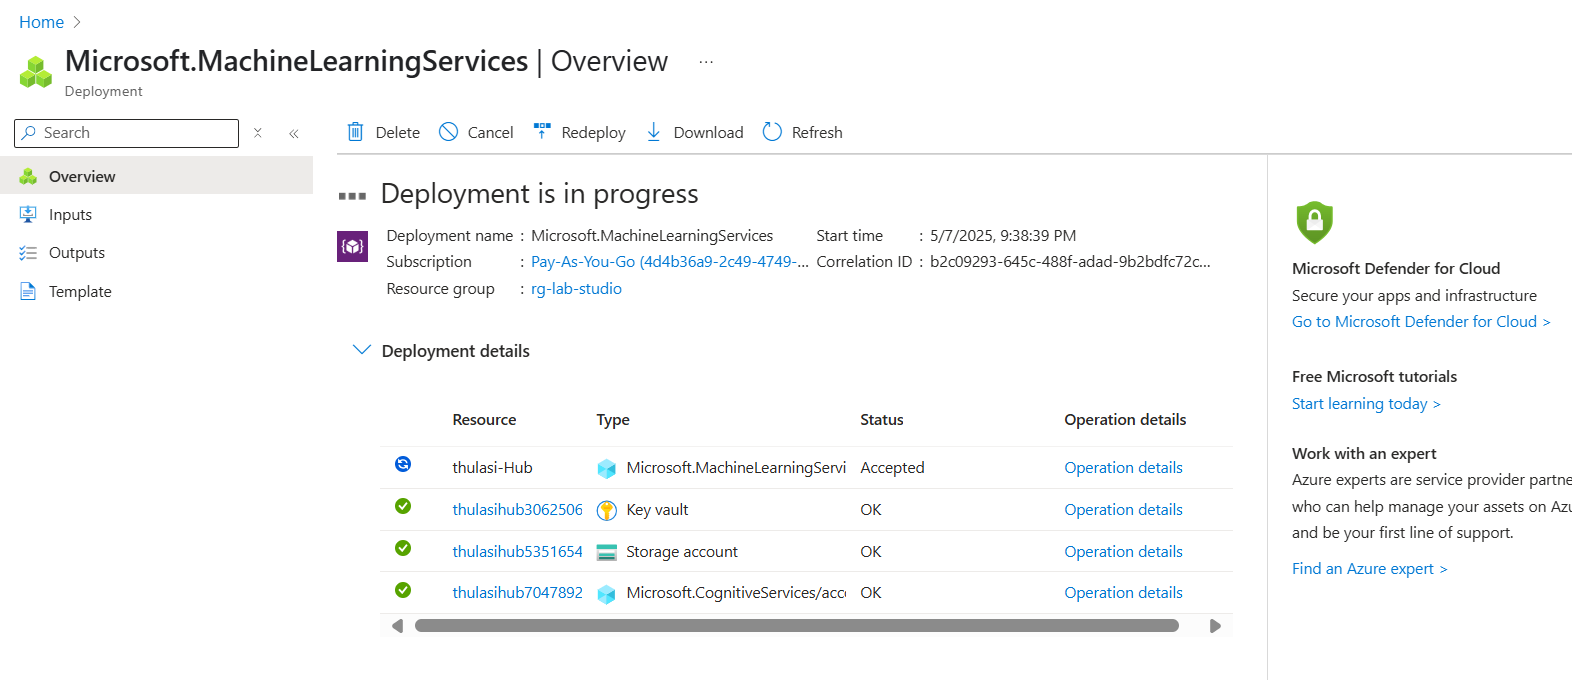 Home
Microsoft.MachineLearningServices | Overview ...
Deployment
Search
Delete Cancel Redeploy Download Refresh
Overview
Inputs
Outputs
Template
Deployment is in progress
Deployment name : Microsoft.MachineLearningServices
Subscription : Pay-As-You-Go (4d4b36a9-2c49-4749-...
Resource group : rg-lab-studio
Start time : 5/7/2025, 9:38:39 PM
Correlation ID : b2c09293-645c-488f-adad-9b2bdfc72c...
Deployment details
Resource Type Status Operation details
thulasi-Hub Microsoft.MachineLearningServi Accepted Operation details
thulasihub3062506 Key vault OK Operation details
thulasihub5351654 Storage account OK Operation details
thulasihub7047892 Microsoft.CognitiveServices/acc OK Operation details
Microsoft Defender for Cloud
Secure your apps and infrastructure
Go to Microsoft Defender for Cloud >
Free Microsoft tutorials
Start learning today >
Work with an expert
Azure experts are service provider partne
who can help manage your assets on Azu
and be your first line of support.
Find an Azure expert >